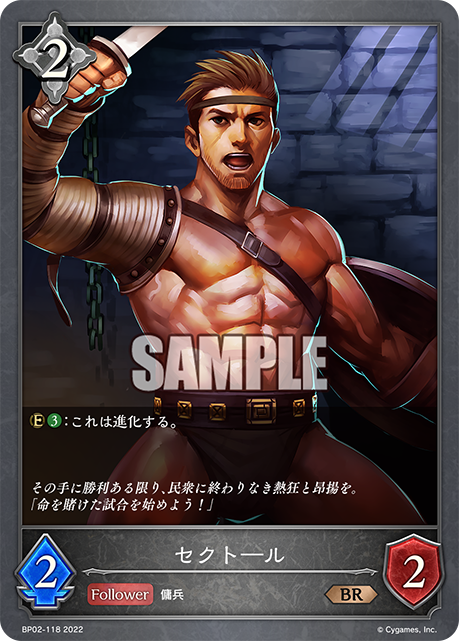 2
SAMPLE
E 3：これは進化する。
その手に勝利ある限り、民衆に終わりなき熱狂と昂揚を。
「命を賭けた試合を始めよう！」
セクトール
2
Follower 傭兵
BR
2
BP02-118 2022
© Cygames, Inc.